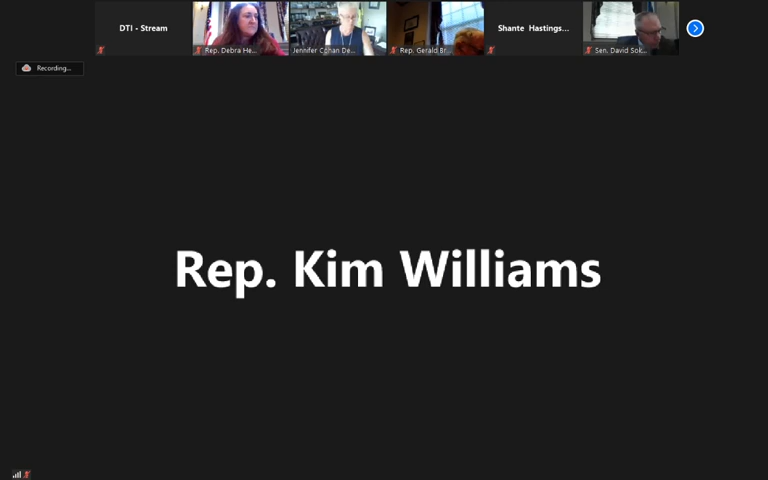 DTI - Stream
Rep. Debra He...
Jennifer Cohan De...
Rep. Gerald Br...
Shante Hastings...
Sen. David Sok...
Recording...
Rep. Kim Williams